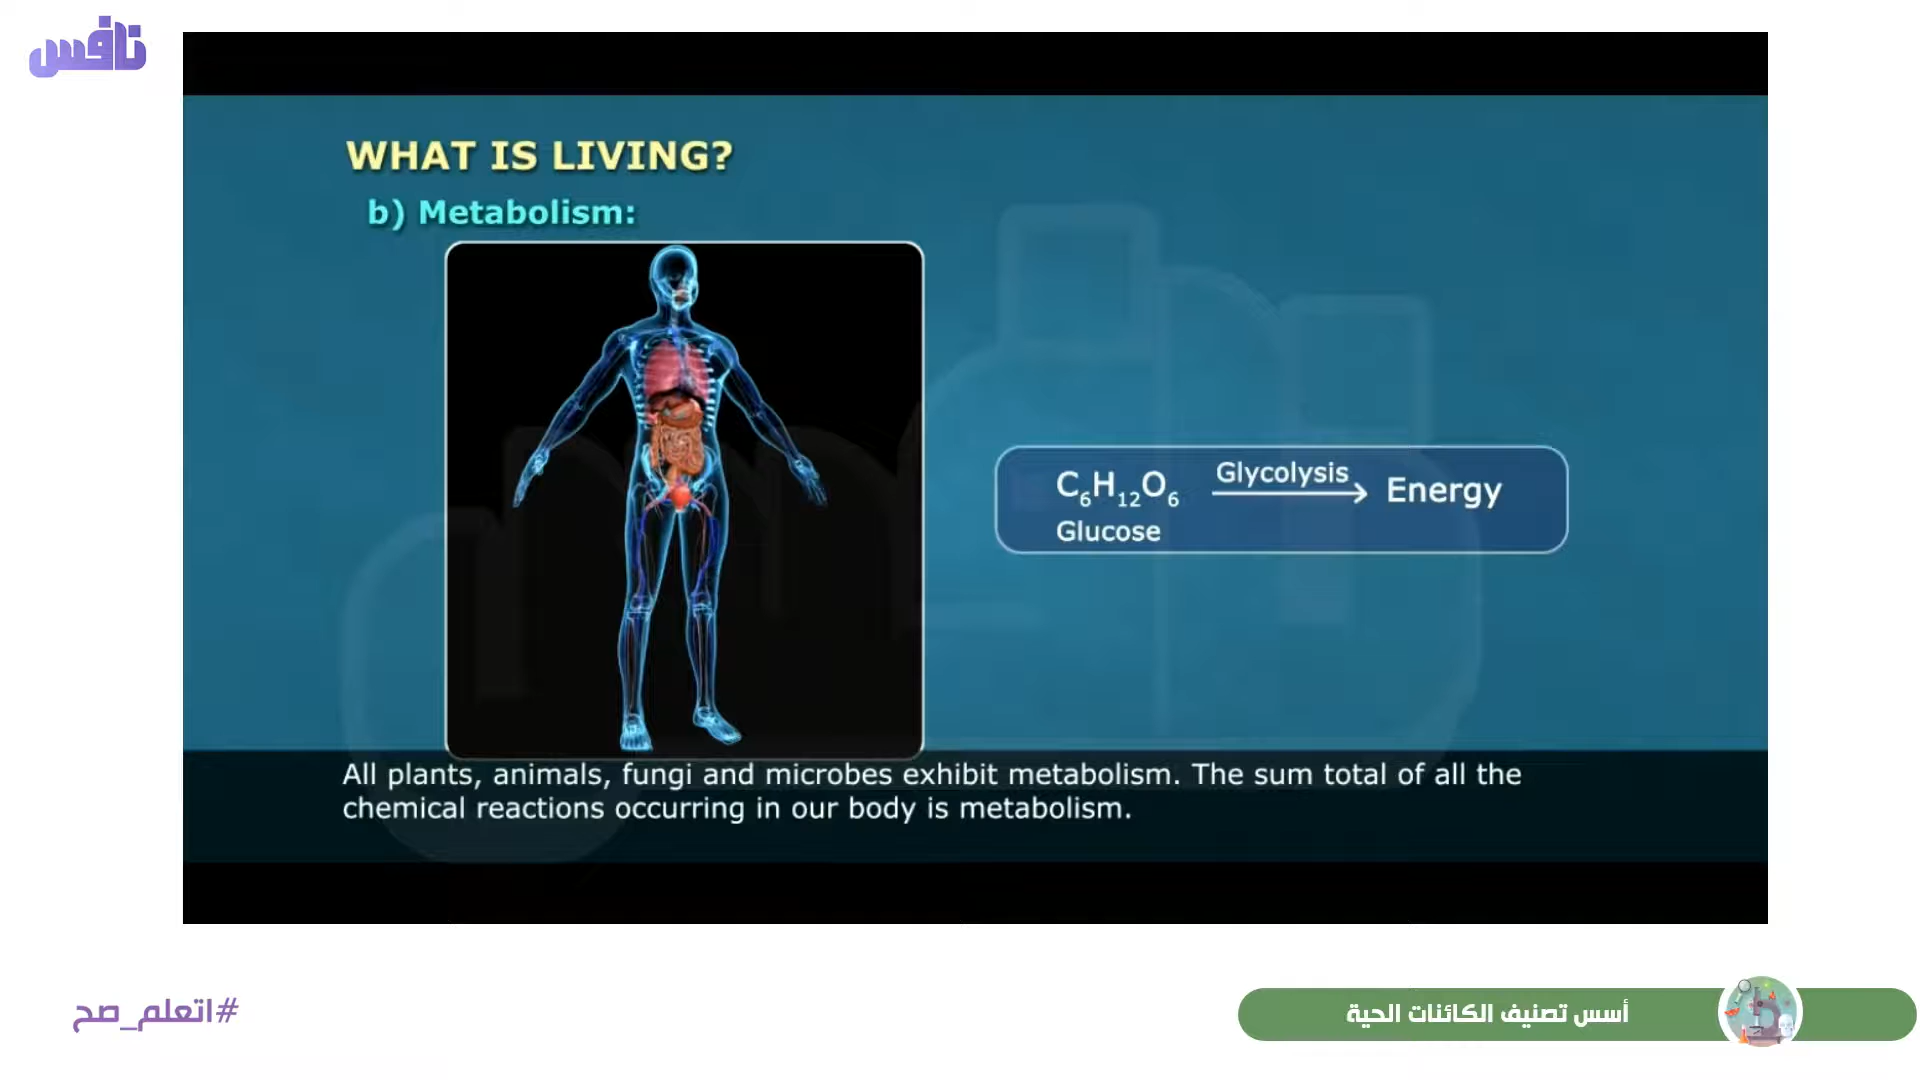 نافس
WHAT IS LIVING?
b) Metabolism:
C₆H₁₂O₆ Glycolysis → Energy
Glucose
All plants, animals, fungi and microbes exhibit metabolism. The sum total of all the
chemical reactions occurring in our body is metabolism.
#اتعلم_صح
أسس تصنيف الكائنات الحية